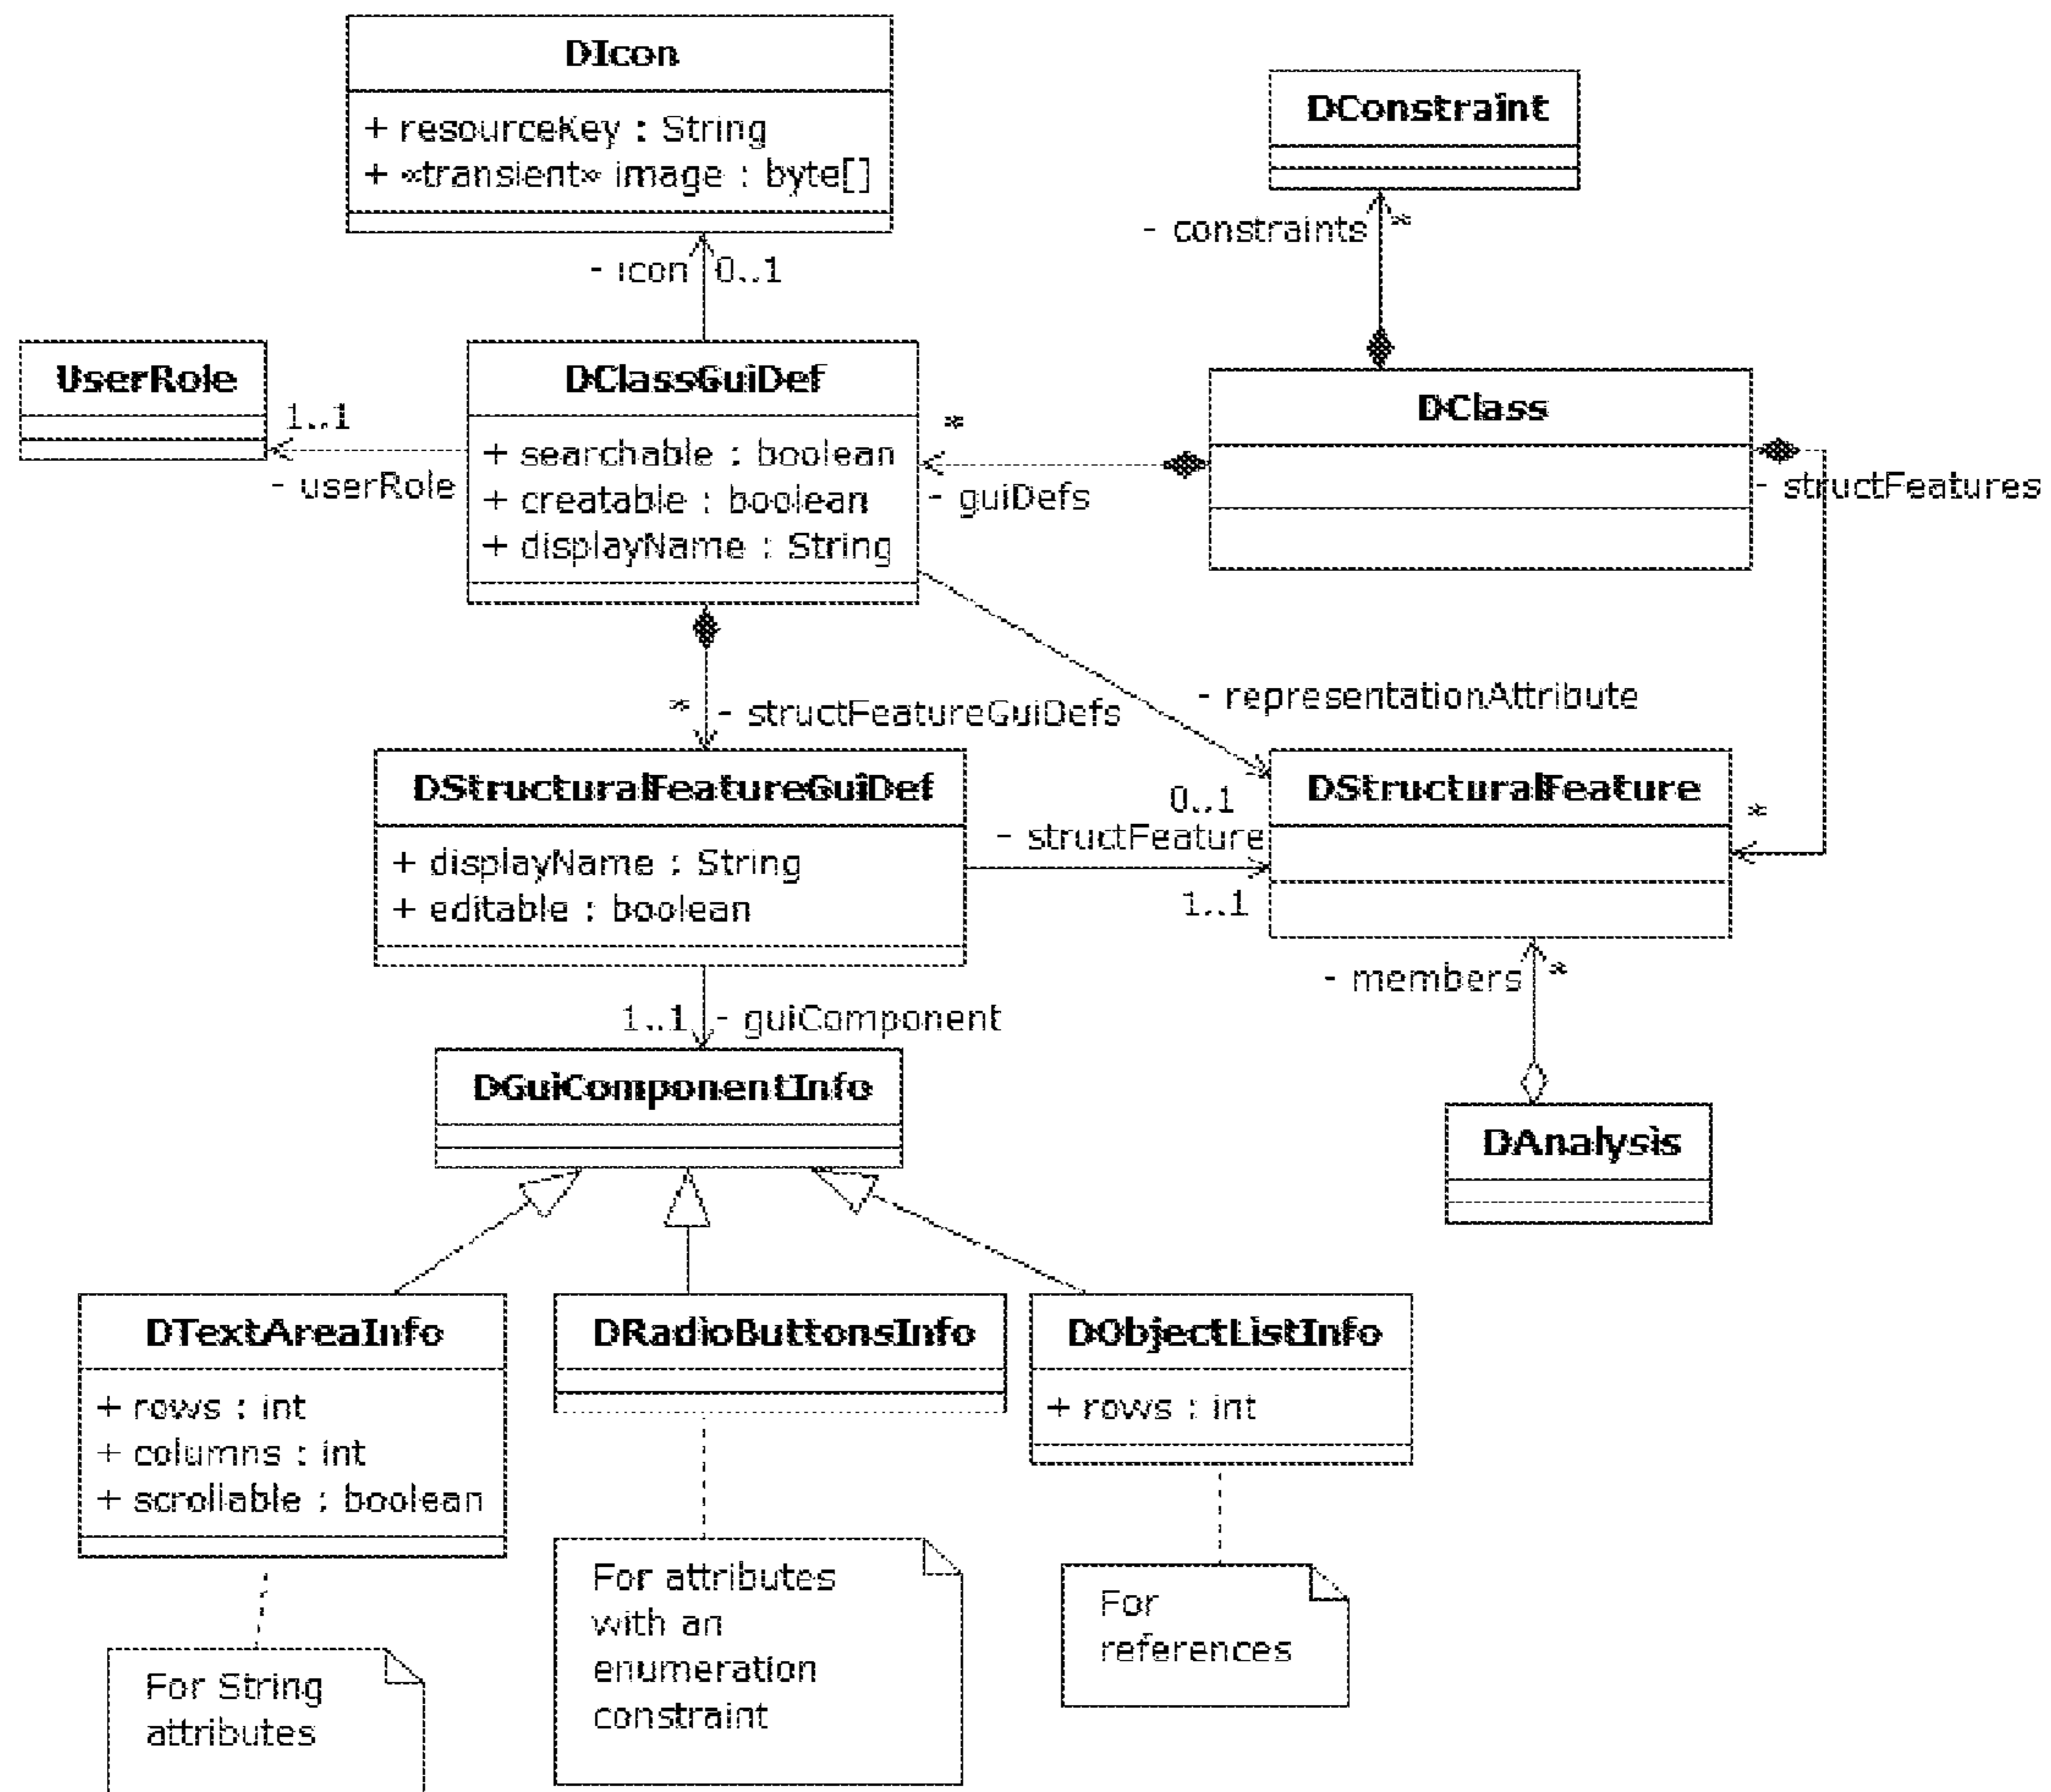 DIcon
+ resourceKey : String
+ «transient» image : byte[]
DConstraint
- constraints
*
- icon
0..1
UserRole
1..1
- userRole
DClassGuiDef
+ searchable : boolean
+ creatable : boolean
+ displayName : String
*
- guiDefs
DClass
- structFeatures
* - structFeatureGuiDefs
- representationAttribute
DStructuralFeatureGuiDef
+ displayName : String
+ editable : boolean
0..1
- structFeature
1..1
DStructuralFeature
*
- members
*
1..1
- guiComponent
DGuiComponentInfo
DAnalysis
DTextAreaInfo
+ rows : int
+ columns : int
+ scrollable : boolean
DRadioButtonsInfo
DObjectListInfo
+ rows : int
For String
attributes
For attributes
with an
enumeration
constraint
For
references